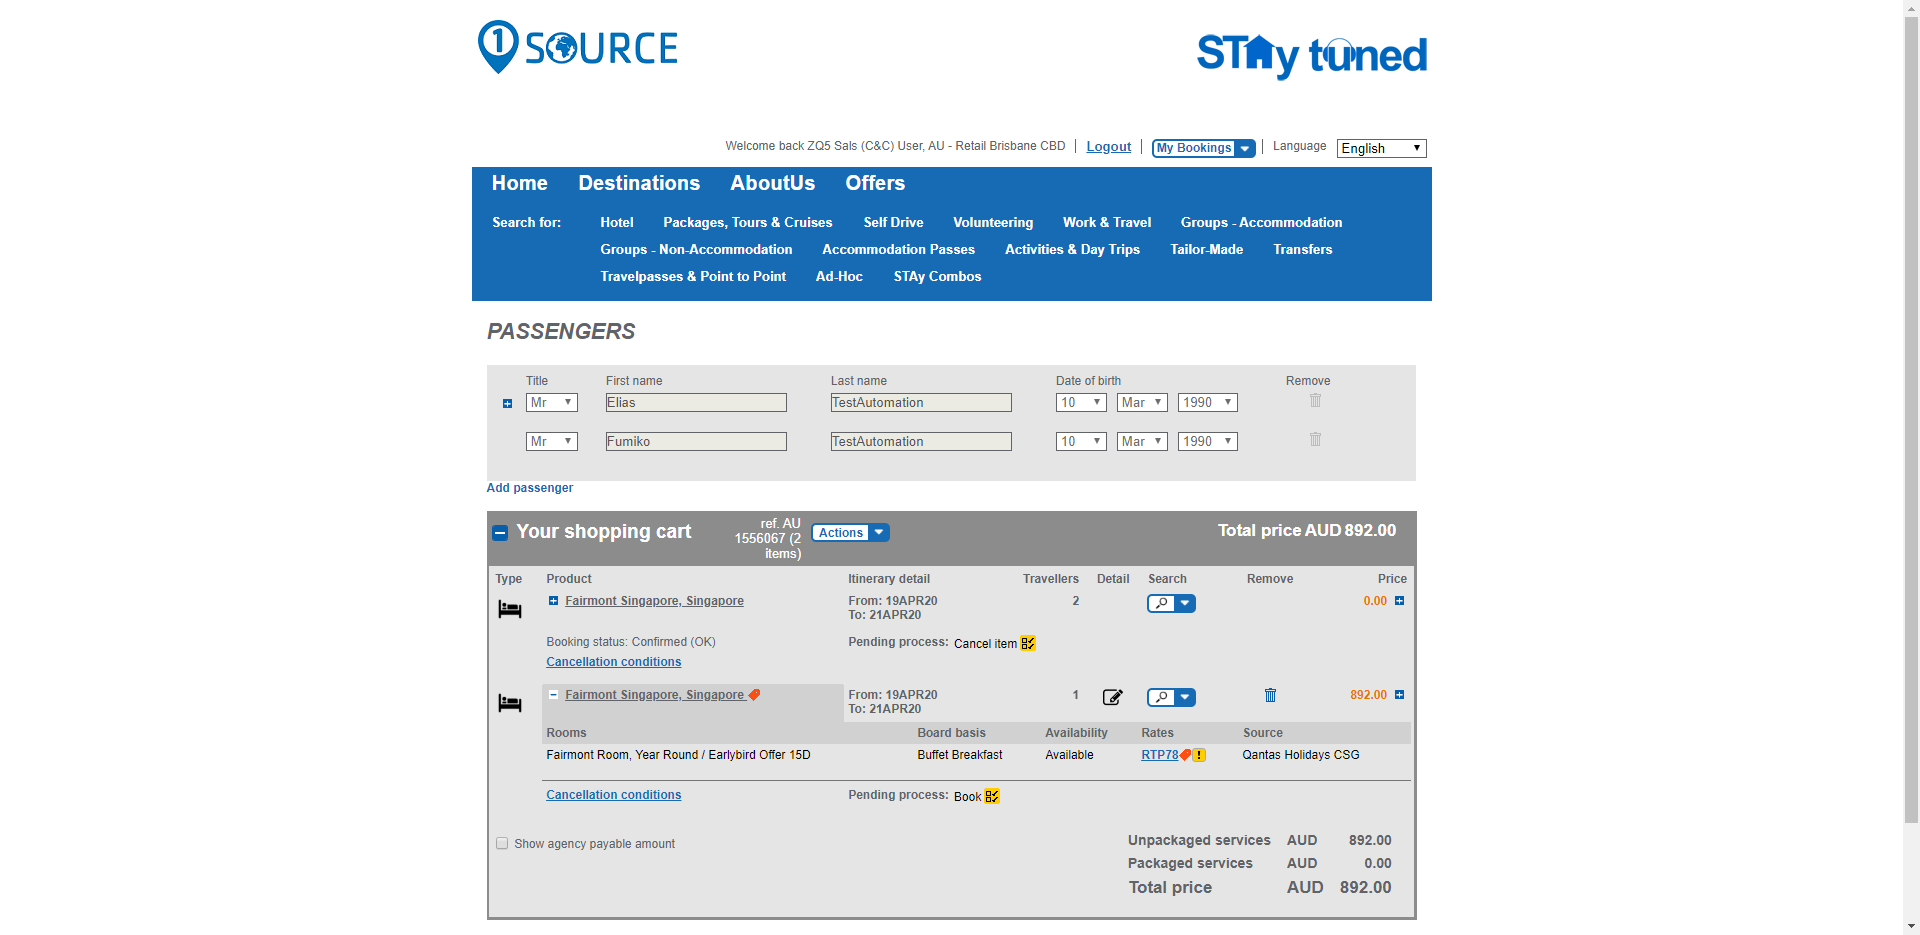 1 SOURCE
STAy tuned
Welcome back ZQ5 Sals (C&C) User, AU - Retail Brisbane CBD Logout My Bookings Language English
Home Destinations AboutUs Offers
Search for: Hotel Packages, Tours & Cruises Self Drive Volunteering Work & Travel Groups - Accommodation
Groups - Non-Accommodation Accommodation Passes Activities & Day Trips Tailor-Made Transfers
Travelpasses & Point to Point Ad-Hoc STAy Combos
PASSENGERS
Title First name Last name Date of birth Remove
Mr Elias TestAutomation 10 Mar 1990
Mr Fumiko TestAutomation 10 Mar 1990
Add passenger
Your shopping cart ref. AU 1556067 (2 items) Actions Total price AUD 892.00
Type Product Itinerary detail Travellers Detail Search Remove Price
Fairmont Singapore, Singapore From: 19APR20 2 0.00
To: 21APR20
Booking status: Confirmed (OK) Pending process: Cancel item
Cancellation conditions
Fairmont Singapore, Singapore From: 19APR20 1 892.00
To: 21APR20
Rooms Board basis Availability Rates Source
Fairmont Room, Year Round / Earlybird Offer 15D Buffet Breakfast Available RTP78 ! Qantas Holidays CSG
Cancellation conditions Pending process: Book
Unpackaged services AUD 892.00
Show agency payable amount
Packaged services AUD 0.00
Total price AUD 892.00